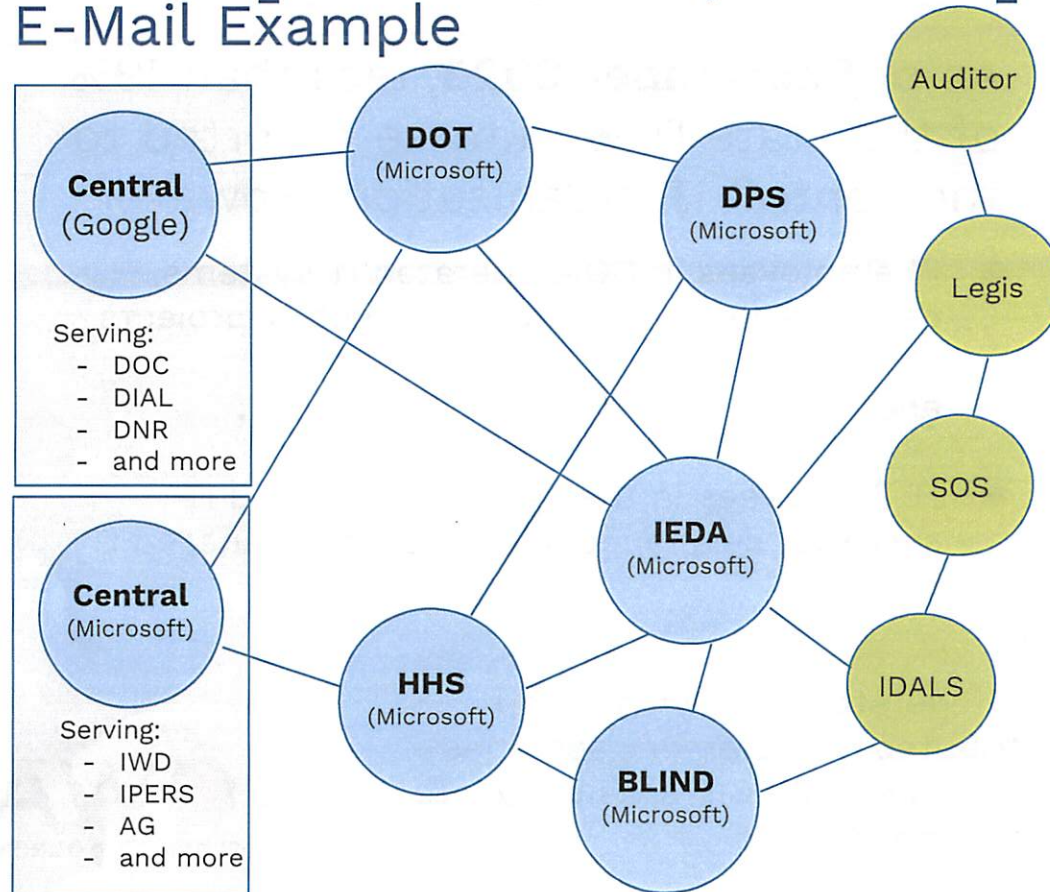 E-Mail Example
Central
(Google)
Serving:
- DOC
- DIAL
- DNR
- and more
Central
(Microsoft)
Serving:
- IWD
- IPERS
- AG
- and more
DOT
(Microsoft)
DPS
(Microsoft)
IEDA
(Microsoft)
HHS
(Microsoft)
BLIND
(Microsoft)
Auditor
Legis
SOS
IDALS